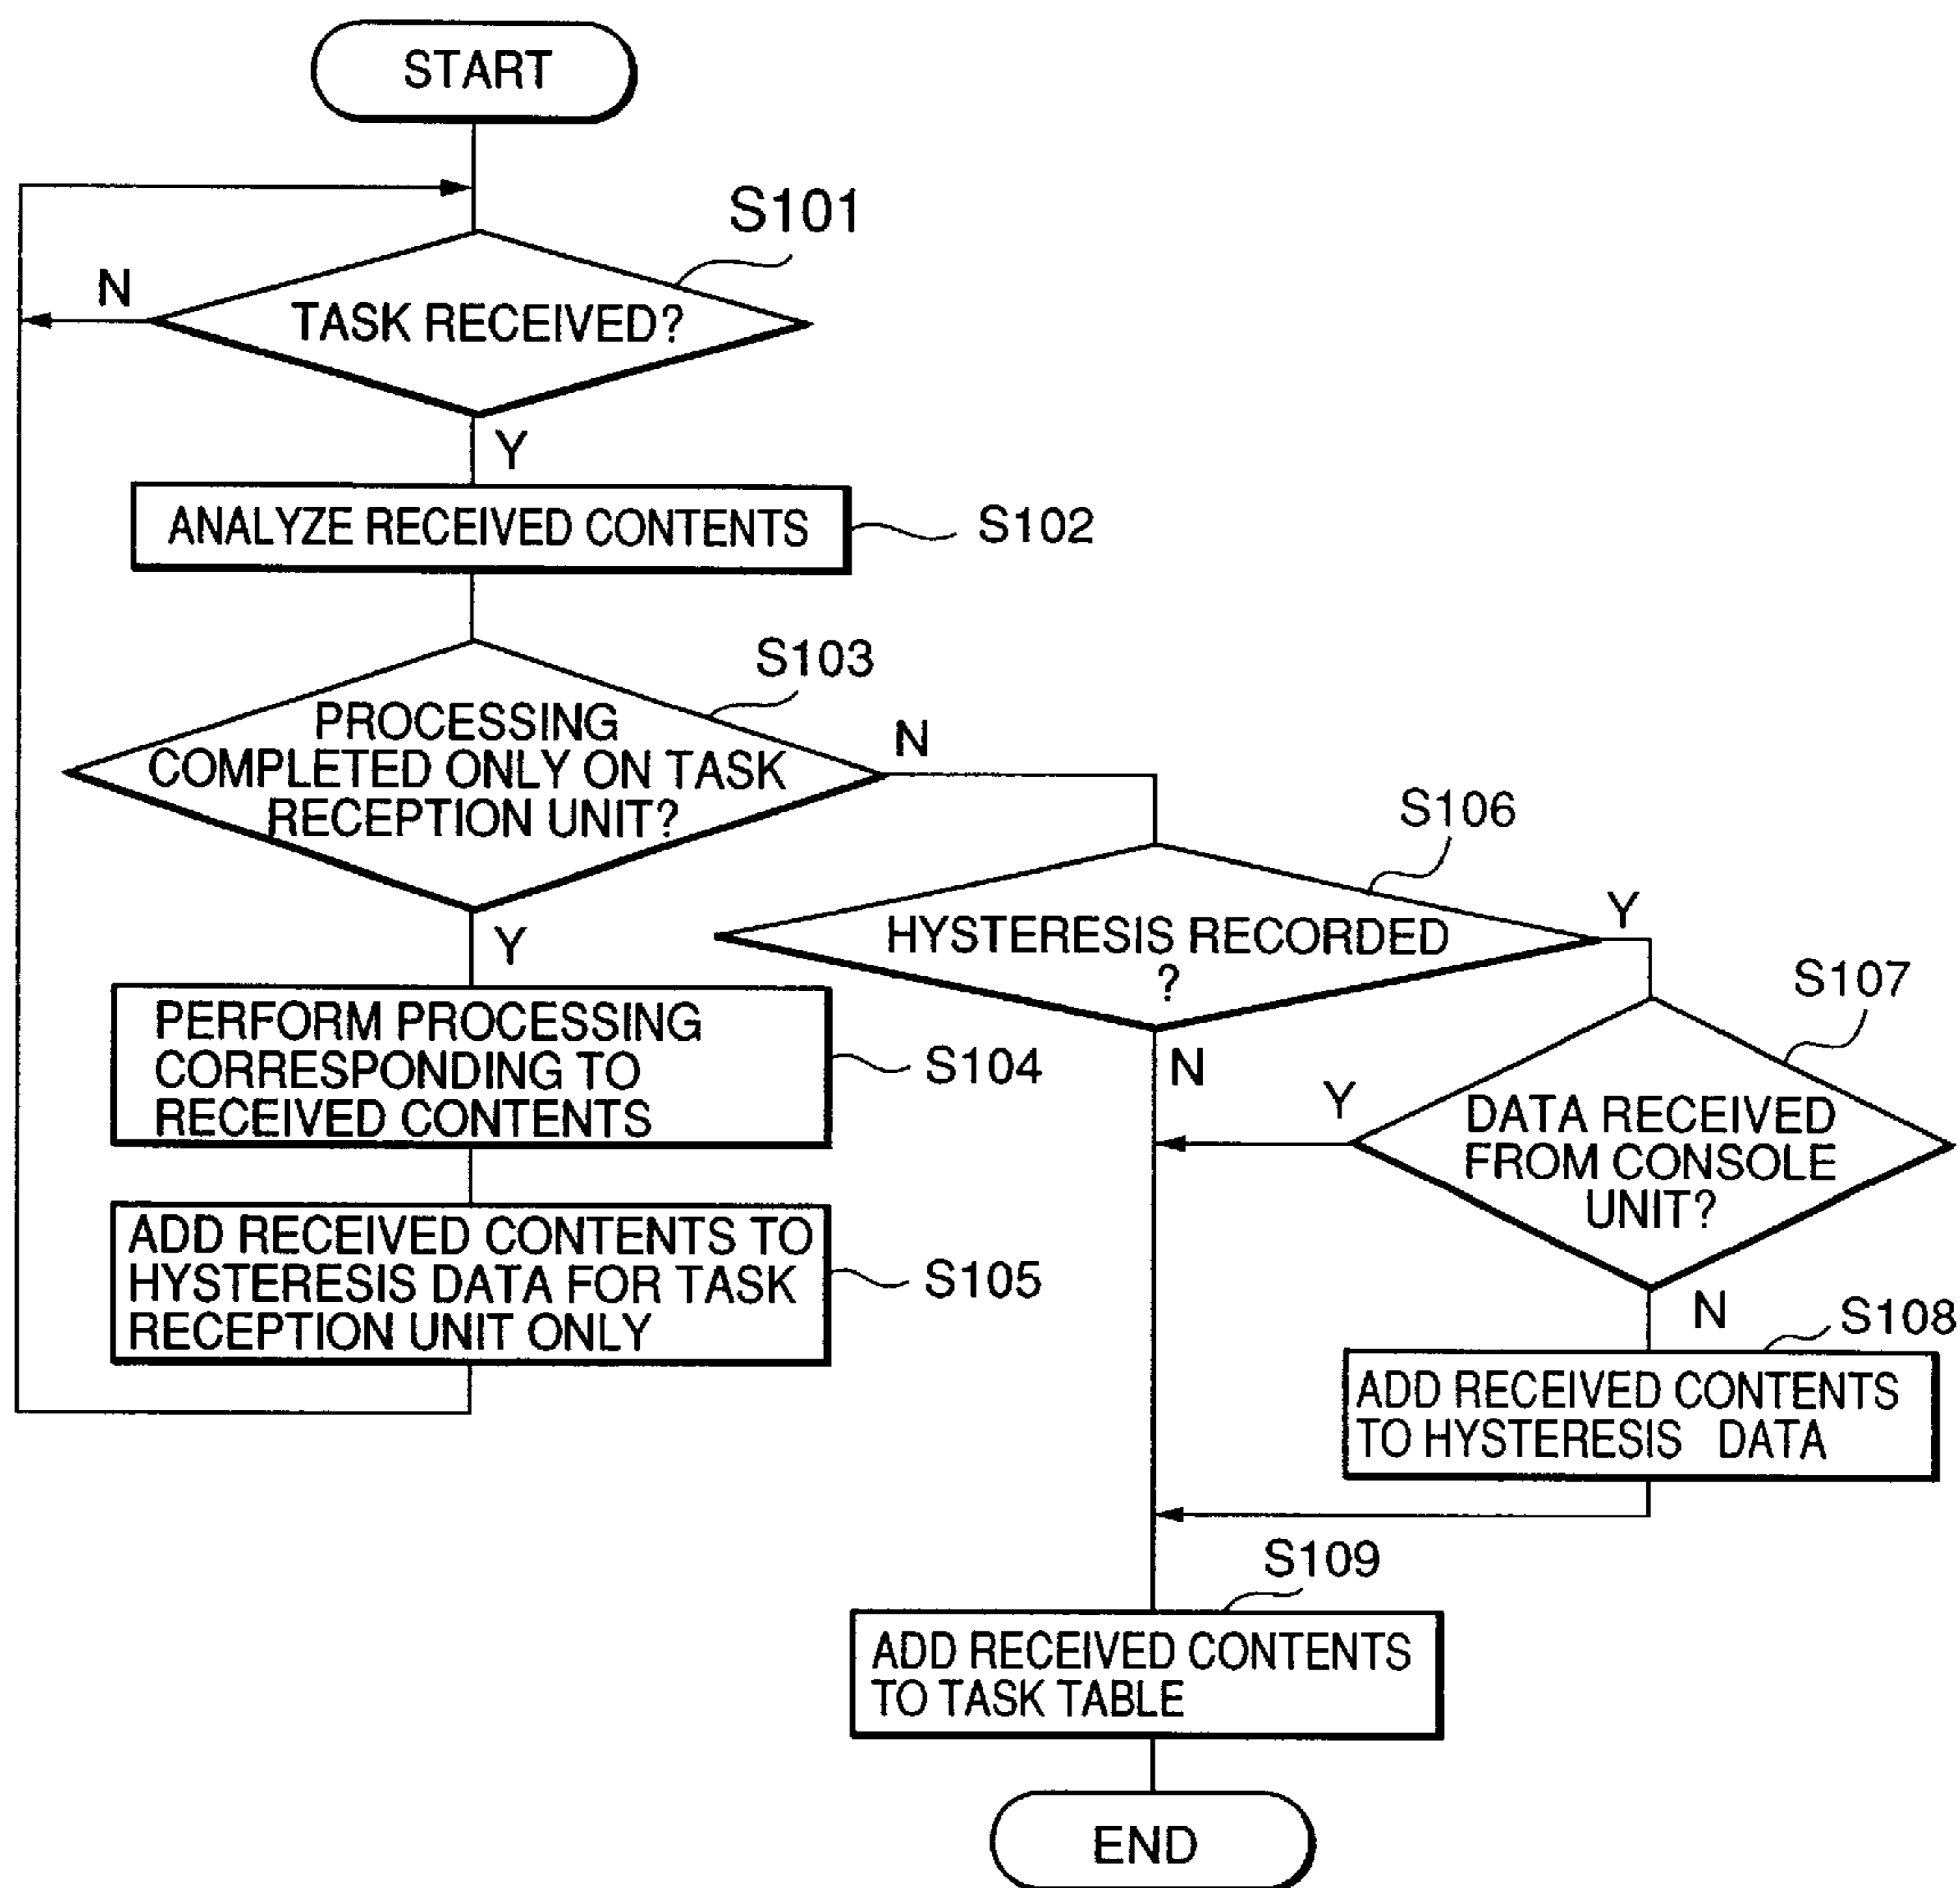 START
S101
N
TASK RECEIVED?
Y
ANALYZE RECEIVED CONTENTS
S102
S103
PROCESSING
COMPLETED ONLY ON TASK
RECEPTION UNIT?
N
Y
S106
HYSTERESIS RECORDED
?
Y
N
S107
DATA RECEIVED
FROM CONSOLE
UNIT?
Y
N
PERFORM PROCESSING
CORRESPONDING TO
RECEIVED CONTENTS
S104
ADD RECEIVED CONTENTS TO
HYSTERESIS DATA FOR TASK
RECEPTION UNIT ONLY
S105
S108
ADD RECEIVED CONTENTS
TO HYSTERESIS DATA
S109
ADD RECEIVED CONTENTS
TO TASK TABLE
END